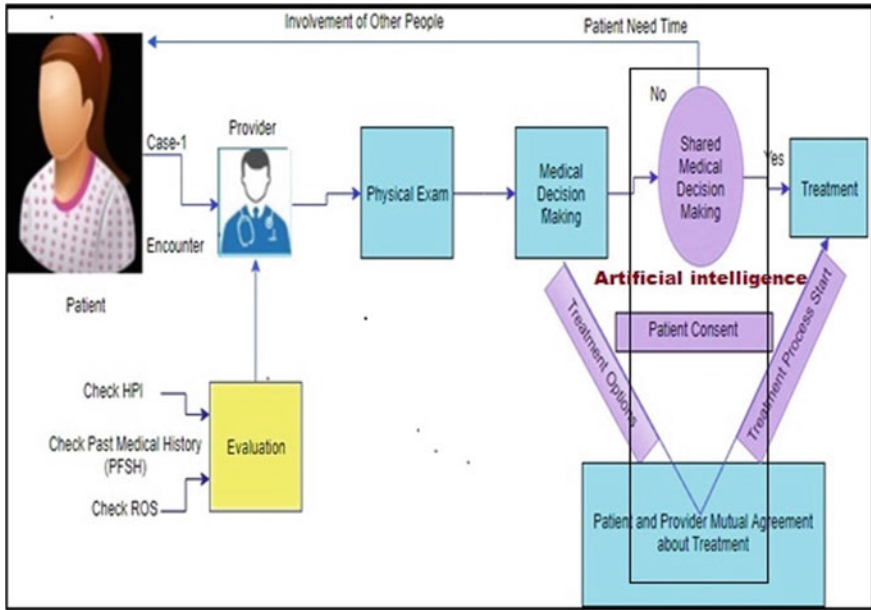 Involvement of Other People
Patient Need Time
No
Case-1
Provider
Shared
Medical
Decision
Making
Yes
Physical Exam
Medical
Decision
Making
Treatment
Encounter
Artificial intelligence
Patient
Treatment Options
Patient Consent
Treatment Process Start
Check HPI
Check Past Medical History
(PFSH)
Evaluation
Check ROS
Patient and Provider Mutual Agreement
about Treatment